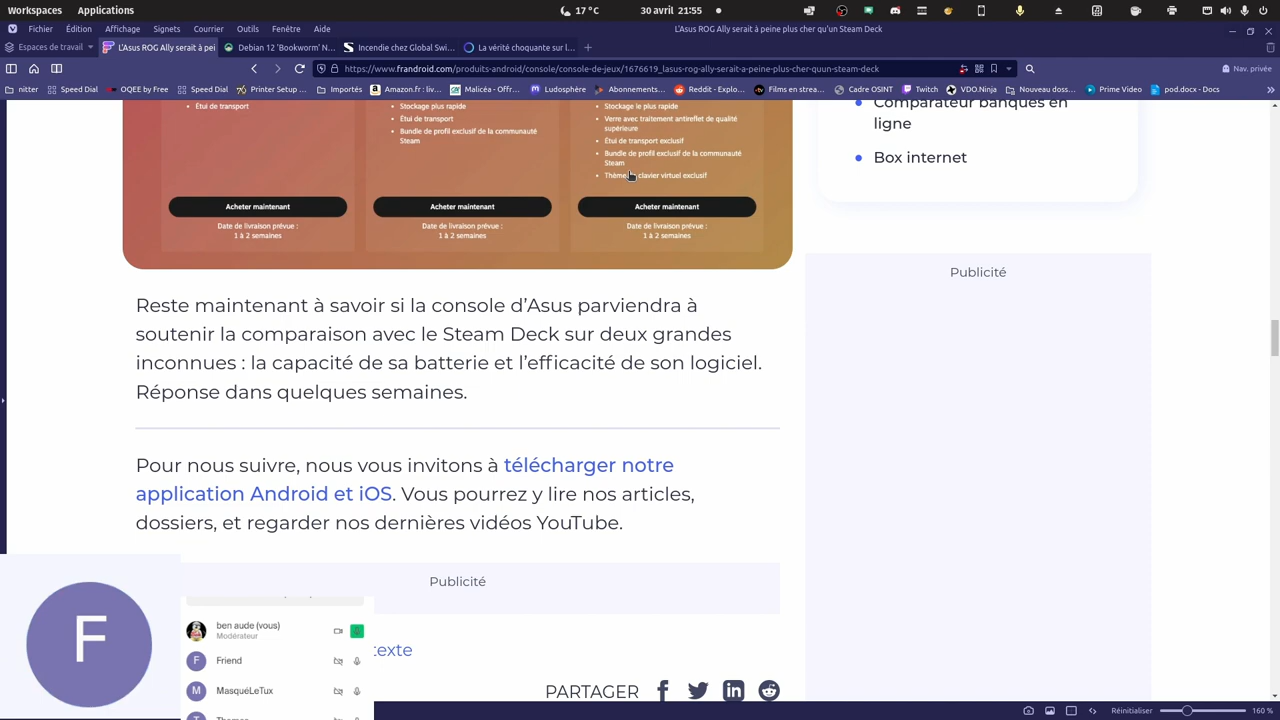 Workspaces
30 avril 20:15
Fichier Édition Affichage Signets Courrier Outils Fenêtre Aide
L'Asus ROG Ally serait à peine plus cher qu'un Steam Deck
Espaces de travail
L'Asus ROG Ally serait à pei
Debian 12 'Bookworm' N...
Incendie chez Global Swi...
La vérité choquante sur l...
https://www.frandroid.com/produits-android/console/console-de-jeux/1676619_lasus-rog-ally-serait-a-peine-plus-cher-quun-steam-deck
Nav. privée
nitter
Speed Dial
OQEE by Free
Speed Dial
Printer Setup ...
Importés
Amazon.fr : livr...
Malicéa - Offert...
Ludosphère
Reddit - Explo...
Films en stream...
Cadre OSINT
Twitch
VDO.Ninja
Nouveau doss...
Prime Video
pod.docx - Docs
Étui de transport
Stockage plus rapide
Étui de transport
Bundle de profil exclusif de la communauté
Steam
Stockage le plus rapide
Verre avec traitement antireflet de qualité
supérieure
Étui de transport exclusif
Bundle de profil exclusif de la communauté
Steam
Thème clavier virtuel exclusif
Acheter maintenant
Acheter maintenant
Acheter maintenant
Date de livraison prévue :
1 à 2 semaines
Date de livraison prévue :
1 à 2 semaines
Date de livraison prévue :
1 à 2 semaines
Comparateur banques en
ligne
Box internet
Publicité
Reste maintenant à savoir si la console d'Asus parviendra à
soutenir la comparaison avec le Steam Deck sur deux grandes
inconnues : la capacité de sa batterie et l'efficacité de son logiciel.
Réponse dans quelques semaines.
Pour nous suivre, nous vous invitons à télécharger notre
application Android et iOS. Vous pourrez y lire nos articles,
dossiers, et regarder nos dernières vidéos YouTube.
Publicité
F
ben aude (vous)
Modérateur
F Friend
M MasquéLeTux
texte
PARTAGER
Réinitialiser
160 %